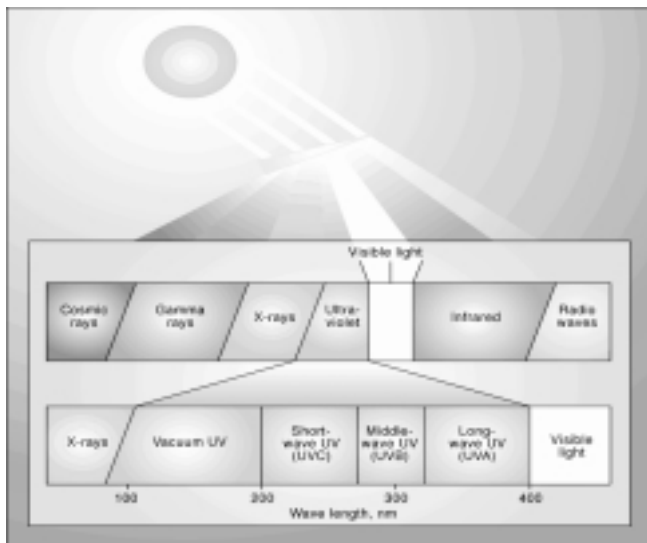 Visible light
Cosmic
rays
Gamma
rays
X-rays
Ultra-
violet
Infrared
Radio
waves
X-rays
Vacuum UV
Short-
wave UV
(UVC)
Middle-
wave UV
(UVB)
Long-
wave UV
(UVA)
Visible
light
100 200 300 400
Wave length, nm